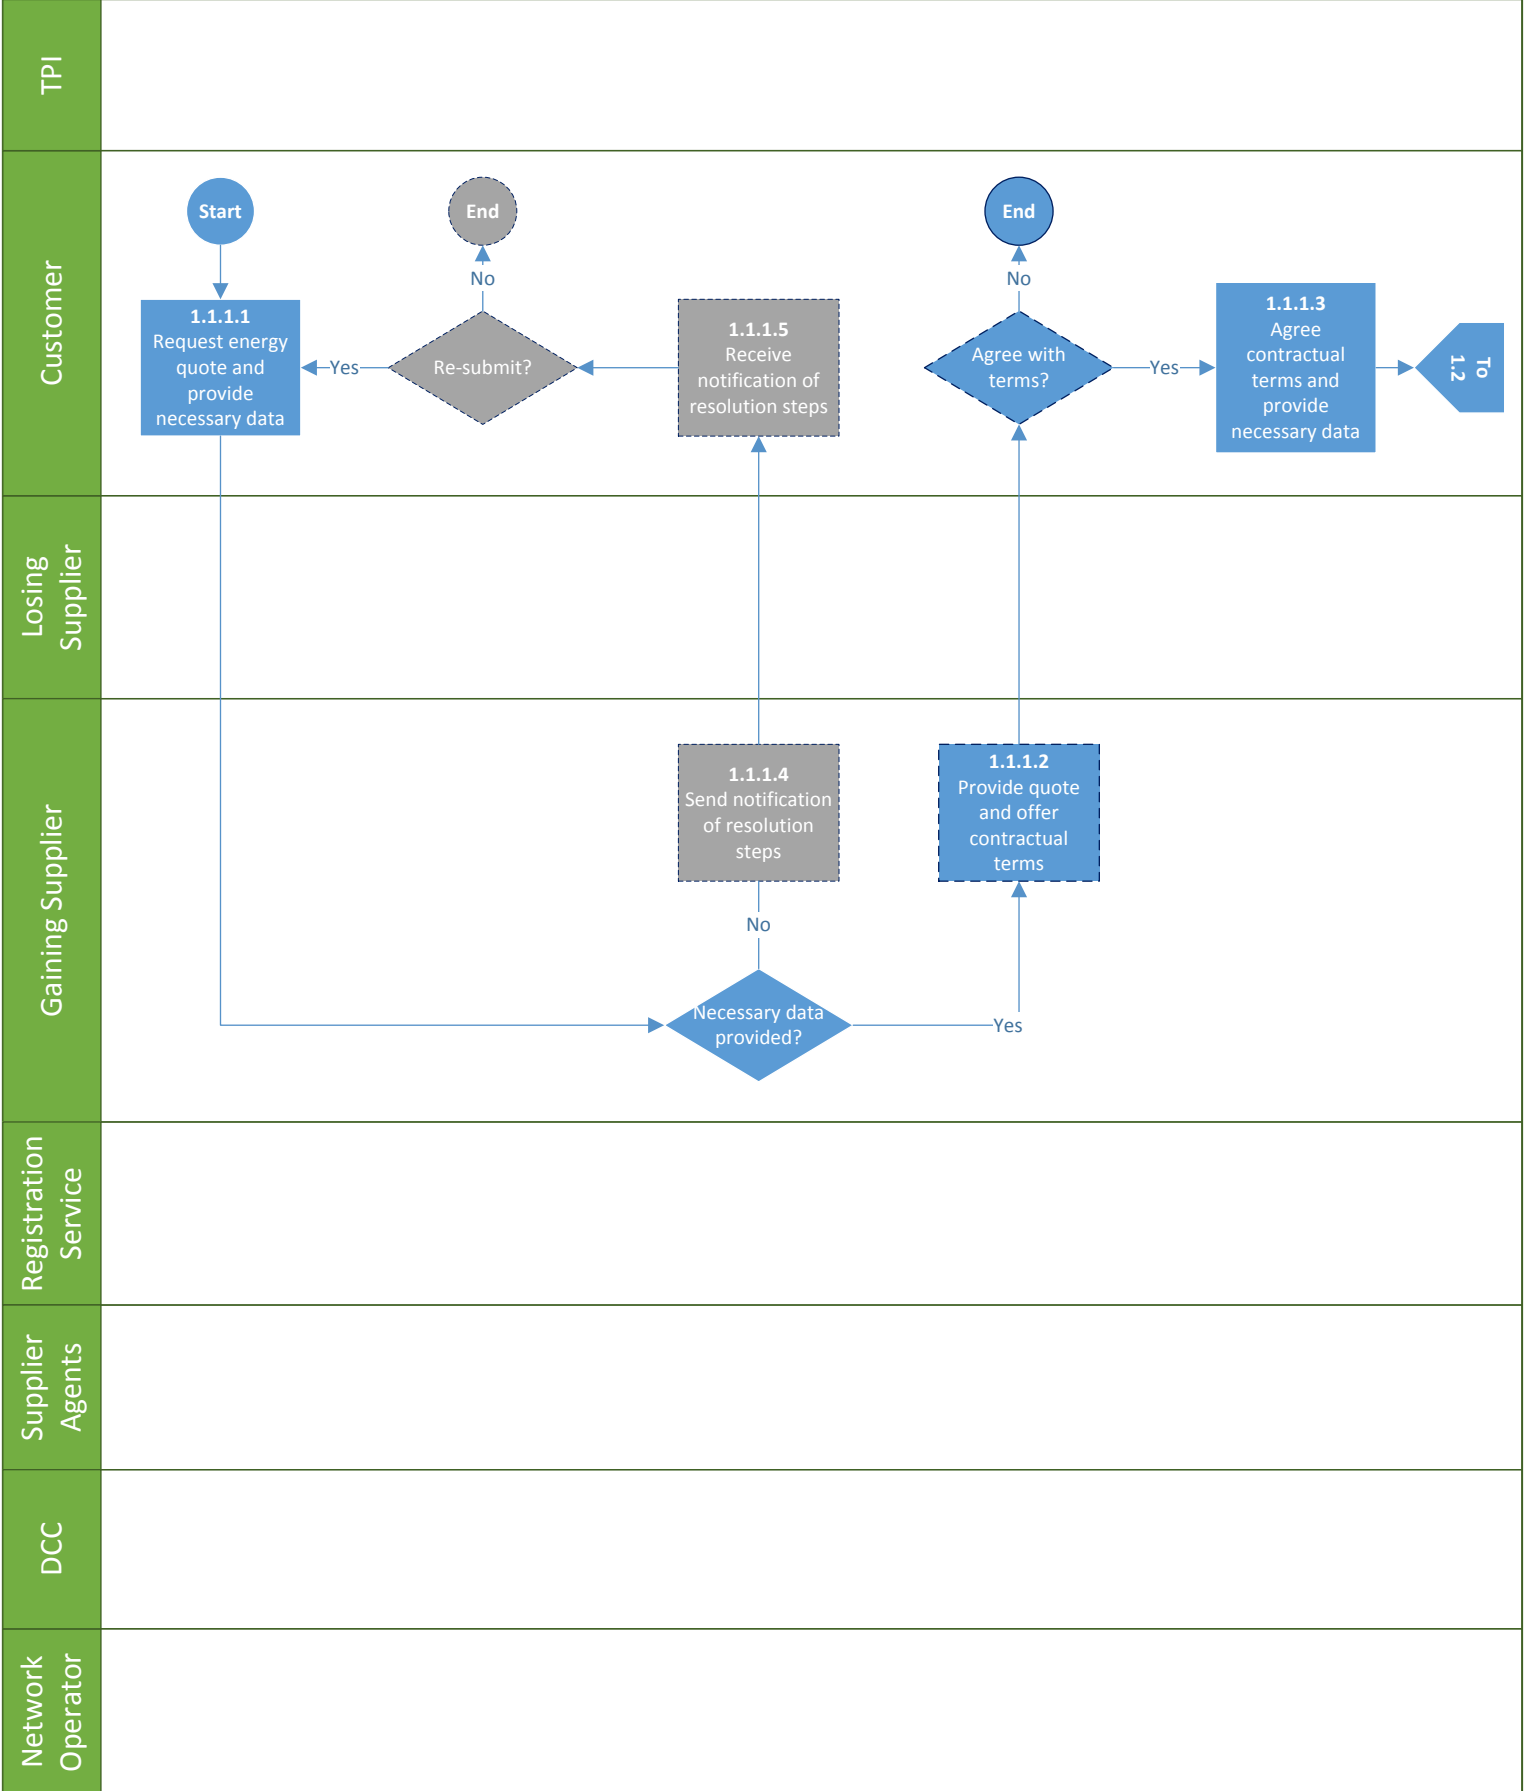 TPI
Customer
Start
End
End
No
No
1.1.1.1
Request energy
quote and
provide
necessary data
Yes
Re-submit?
1.1.1.5
Receive
notification of
resolution steps
Agree with
terms?
Yes
1.1.1.3
Agree
contractual
terms and
provide
necessary data
To
1.2
Losing
Supplier
Gaining Supplier
1.1.1.4
Send notification
of resolution
steps
1.1.1.2
Provide quote
and offer
contractual
terms
No
Necessary data
provided?
Yes
Registration
Service
Supplier
Agents
DCC
Network
Operator